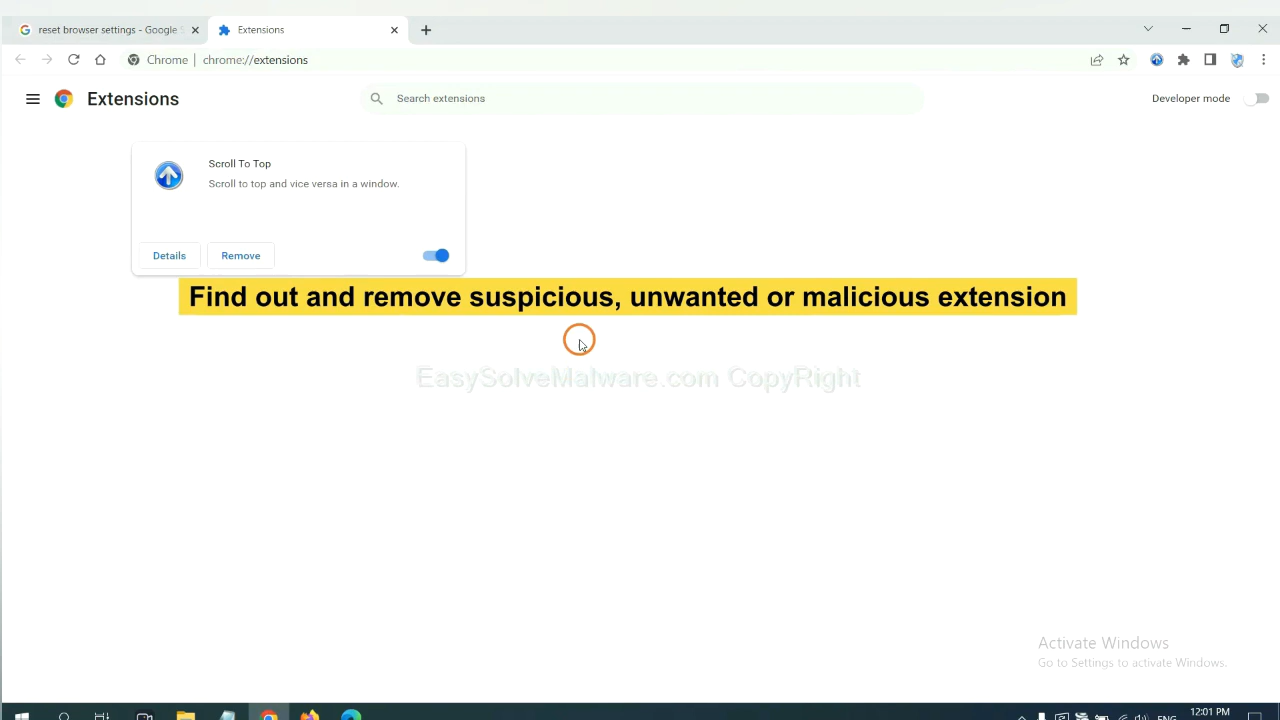 reset browser settings - Google
Extensions
Chrome
chrome://extensions
Extensions
Search extensions
Developer mode
Scroll To Top
Scroll to top and vice versa in a window.
Details
Remove
Find out and remove suspicious, unwanted or malicious extension
EasySolveMalware.com CopyRight
Activate Windows
Go to Settings to activate Windows.
12:01 PM
ENG